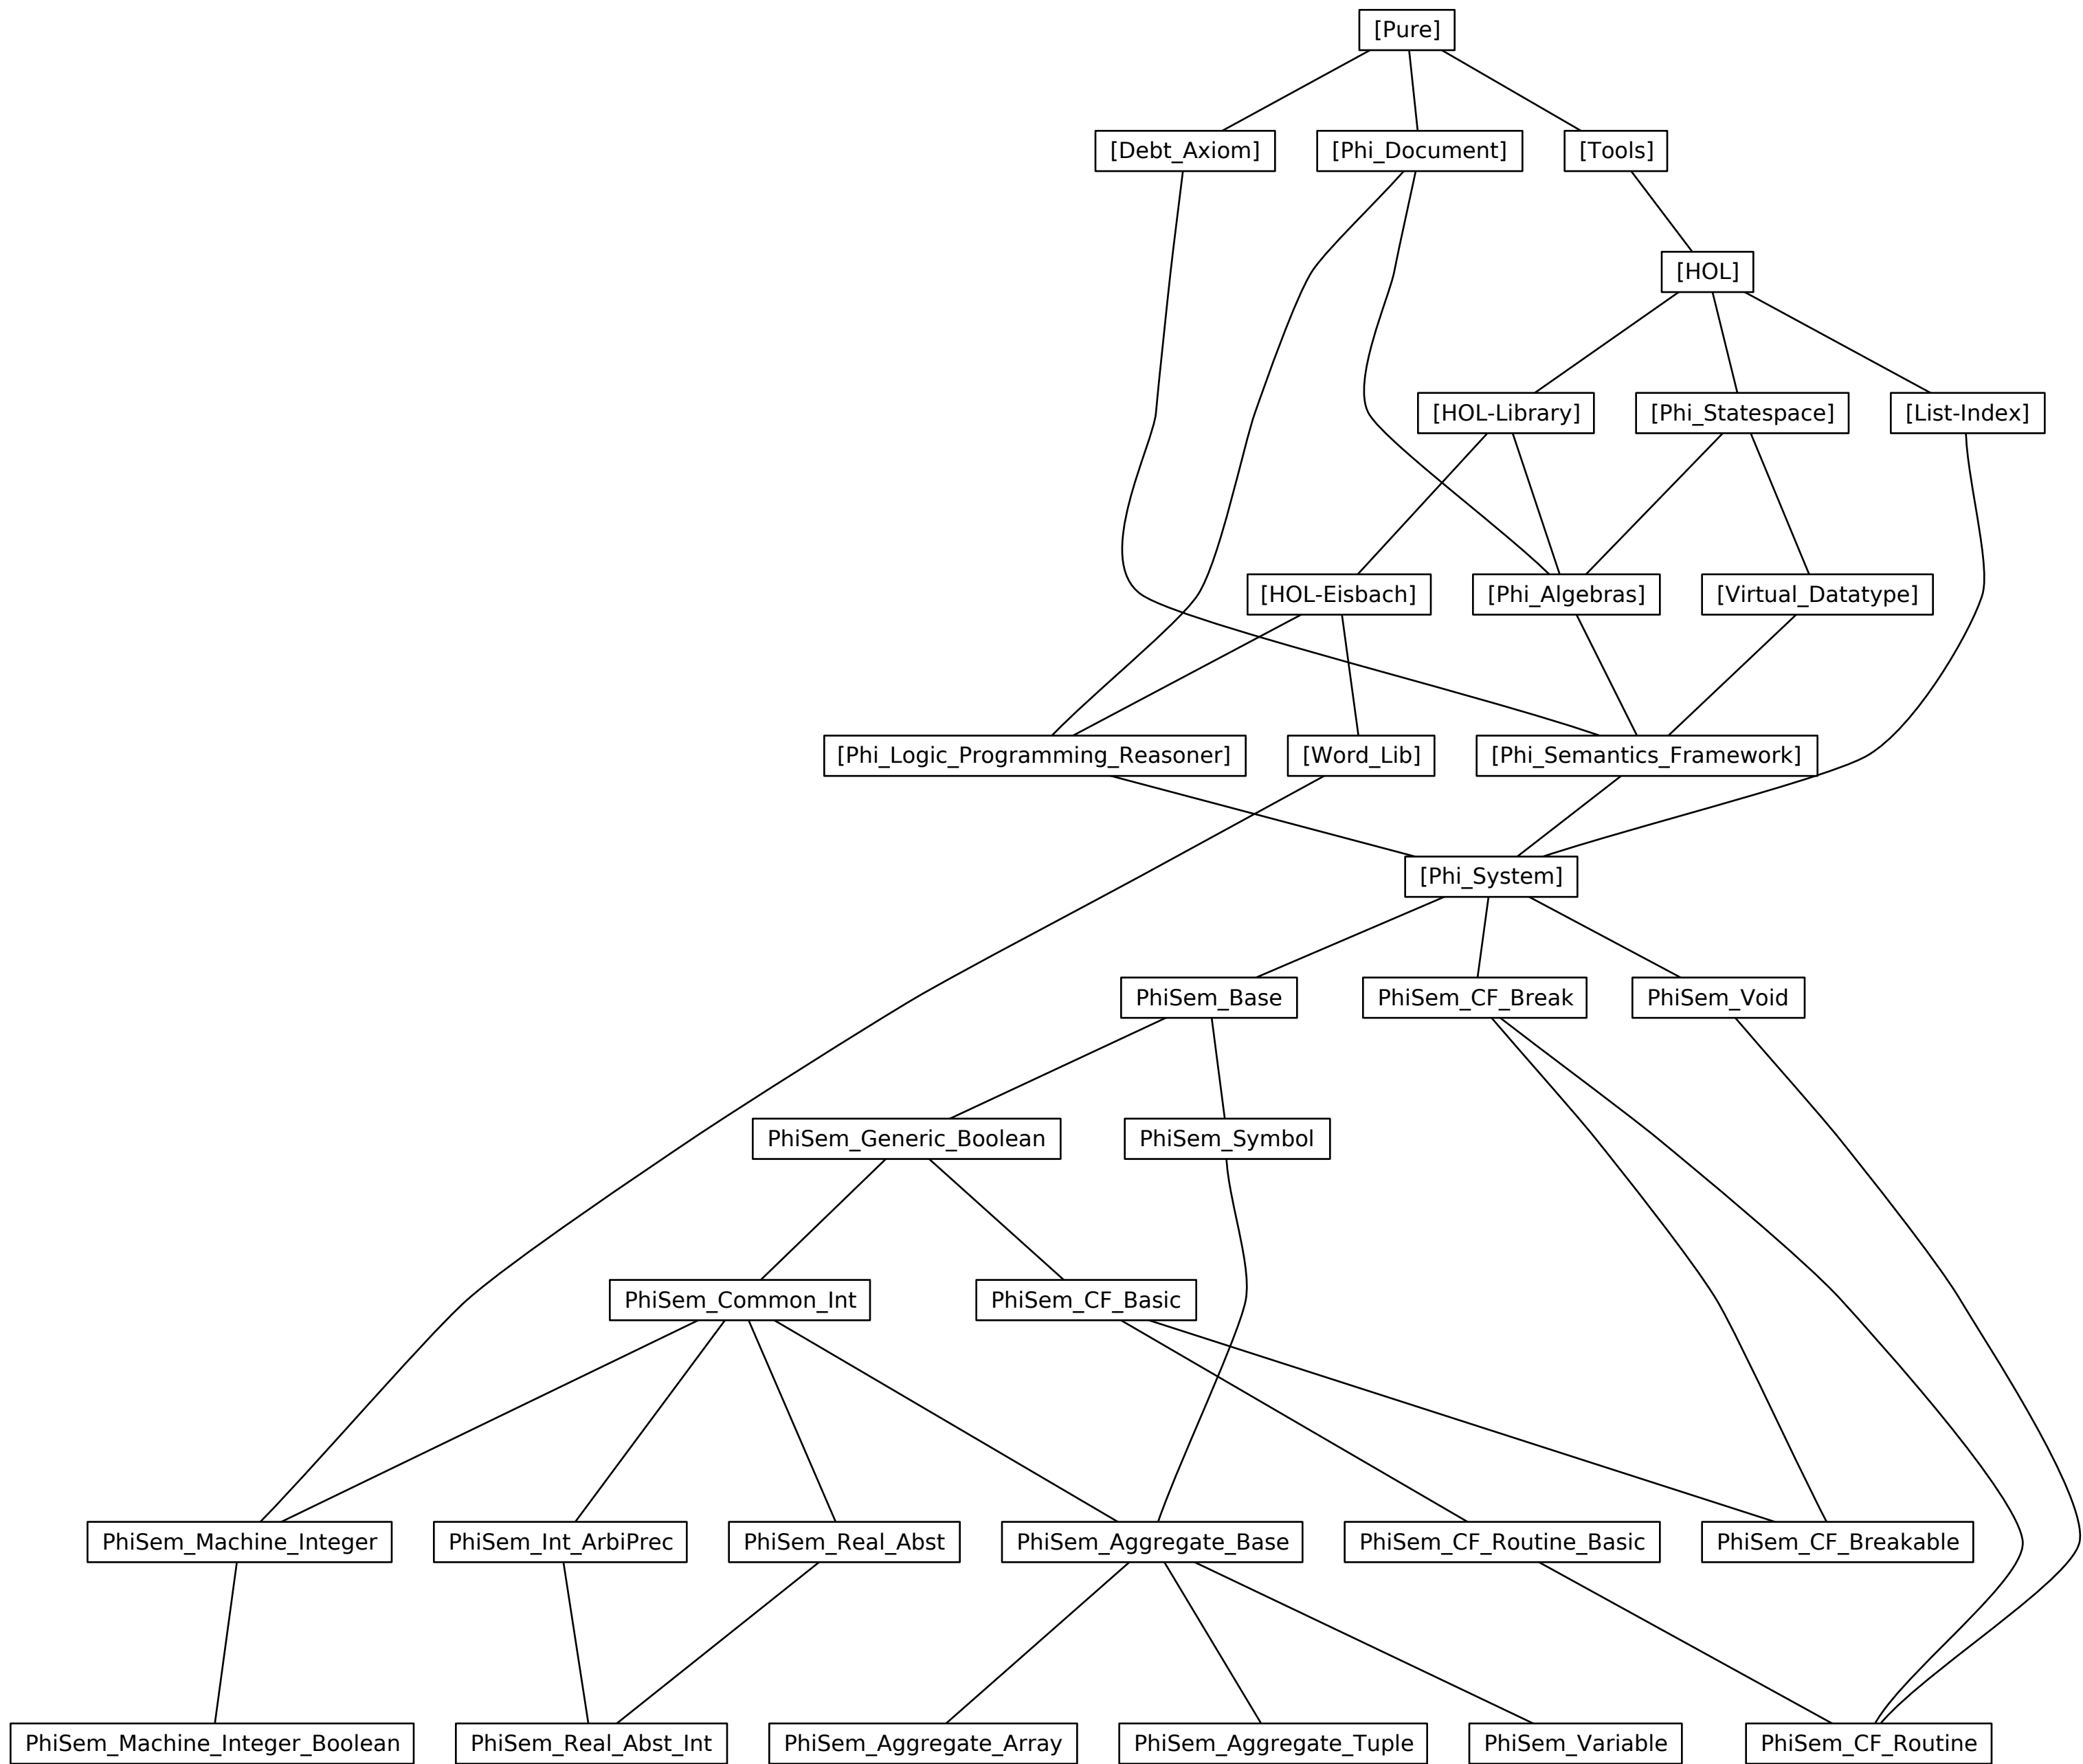 [Pure]
[Debt_Axiom] [Phi_Document] [Tools]
[HOL]
[HOL-Library] [Phi_Statespace] [List-Index]
[HOL-Eisbach] [Phi_Algebras] [Virtual_Datatype]
[Phi_Logic_Programming_Reasoner] [Word_Lib] [Phi_Semantics_Framework]
[Phi_System]
PhiSem_Base PhiSem_CF_Break PhiSem_Void
PhiSem_Generic_Boolean PhiSem_Symbol
PhiSem_Common_Int PhiSem_CF_Basic
PhiSem_Machine_Integer PhiSem_Int_ArbiPrec PhiSem_Real_Abst PhiSem_Aggregate_Base PhiSem_CF_Routine_Basic PhiSem_CF_Breakable
PhiSem_Machine_Integer_Boolean PhiSem_Real_Abst_Int PhiSem_Aggregate_Array PhiSem_Aggregate_Tuple PhiSem_Variable PhiSem_CF_Routine